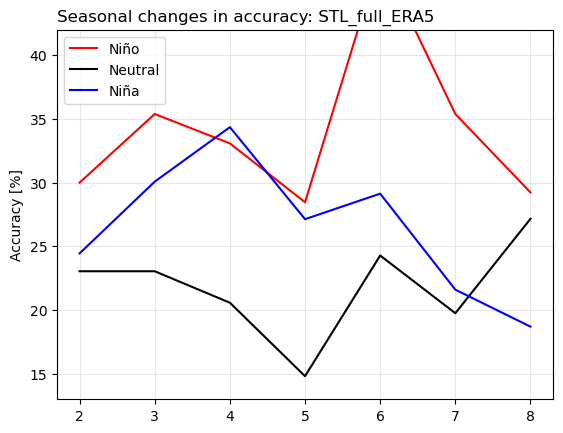 Seasonal changes in accuracy: STL_full_ERA5
Niño
Neutral
Niña
Accuracy [%]
40
35
30
25
20
15
2 3 4 5 6 7 8